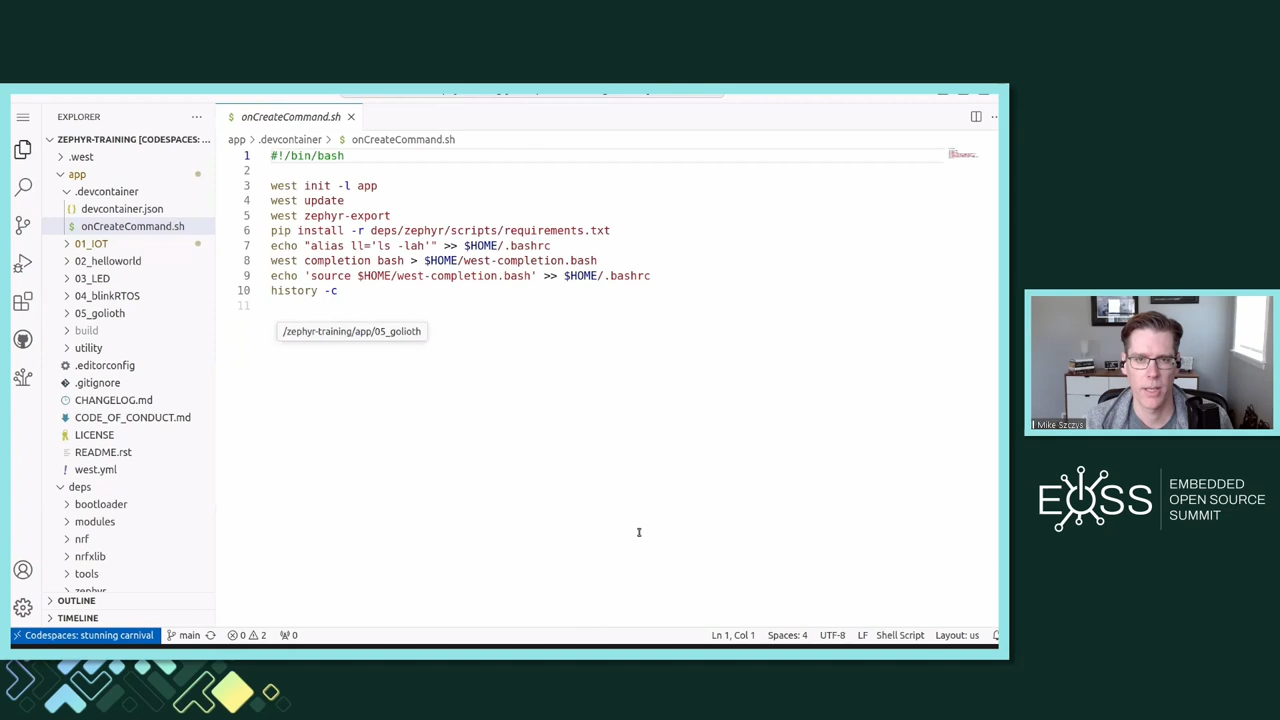 EXPLORER
ZEPHYR-TRAINING [CODESPACES: ...
.west
app
.devcontainer
devcontainer.json
$ onCreateCommand.sh
01_IOT
02_helloworld
03_LED
04_blinkRTOS
05_golioth
build
utility
.editorconfig
.gitignore
CHANGELOG.md
CODE_OF_CONDUCT.md
LICENSE
README.rst
west.yml
deps
bootloader
modules
nrf
nrfxlib
tools
zephyr
OUTLINE
TIMELINE
$ onCreateCommand.sh
app > .devcontainer > $ onCreateCommand.sh
1 #!/bin/bash
2
3 west init -l app
4 west update
5 west zephyr-export
6 pip install -r deps/zephyr/scripts/requirements.txt
7 echo "alias ll='ls -lah'" >> $HOME/.bashrc
8 west completion bash > $HOME/west-completion.bash
9 echo 'source $HOME/west-completion.bash' >> $HOME/.bashrc
10 history -c
11
/zephyr-training/app/05_golioth
Codespaces: stunning carnival main 0 2 0 Ln 1, Col 1 Spaces: 4 UTF-8 LF Shell Script Layout: us
Mike Szczys
EOSS
EMBEDDED
OPEN SOURCE
SUMMIT